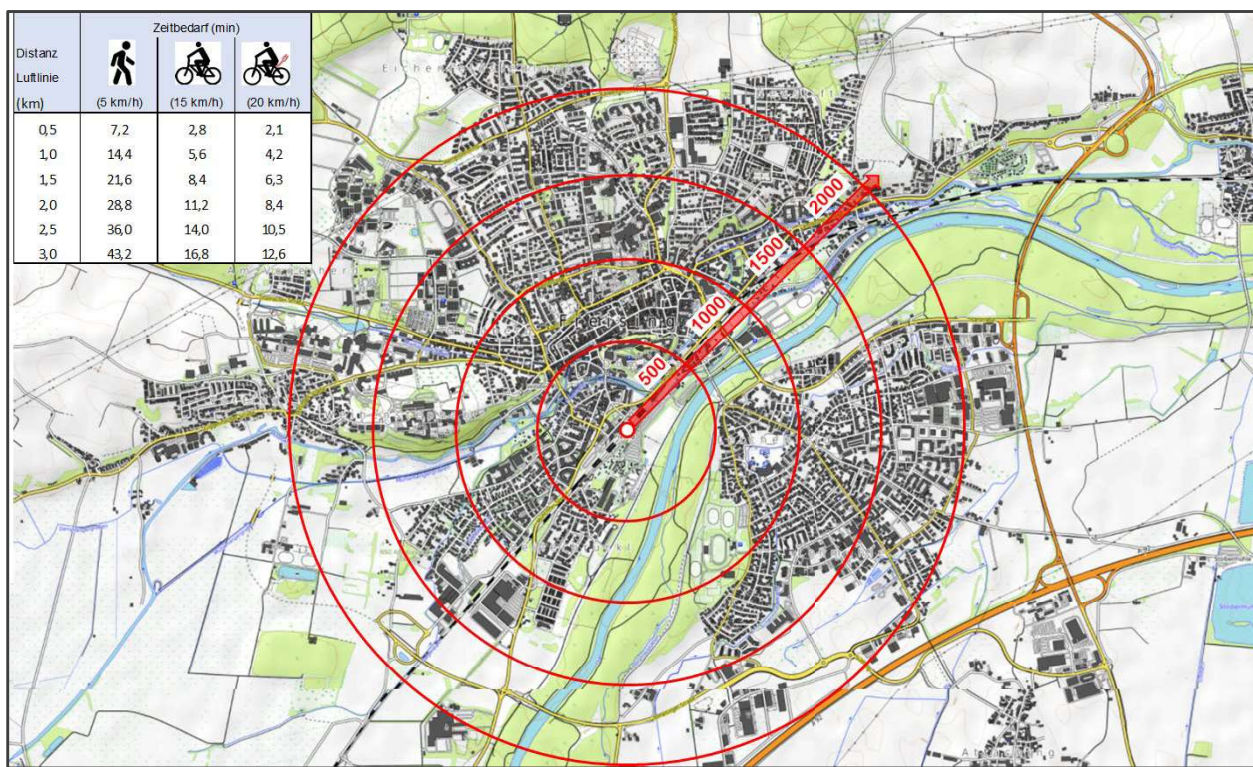 Zeitbedarf (min)
Distanz
Luftlinie
(km)
(5 km/h)
(15 km/h)
(20 km/h)
0,5 7,2 2,8 2,1
1,0 14,4 5,6 4,2
1,5 21,6 8,4 6,3
2,0 28,8 11,2 8,4
2,5 36,0 14,0 10,5
3,0 43,2 16,8 12,6
2000
1500
1000
500
A 92
A 92